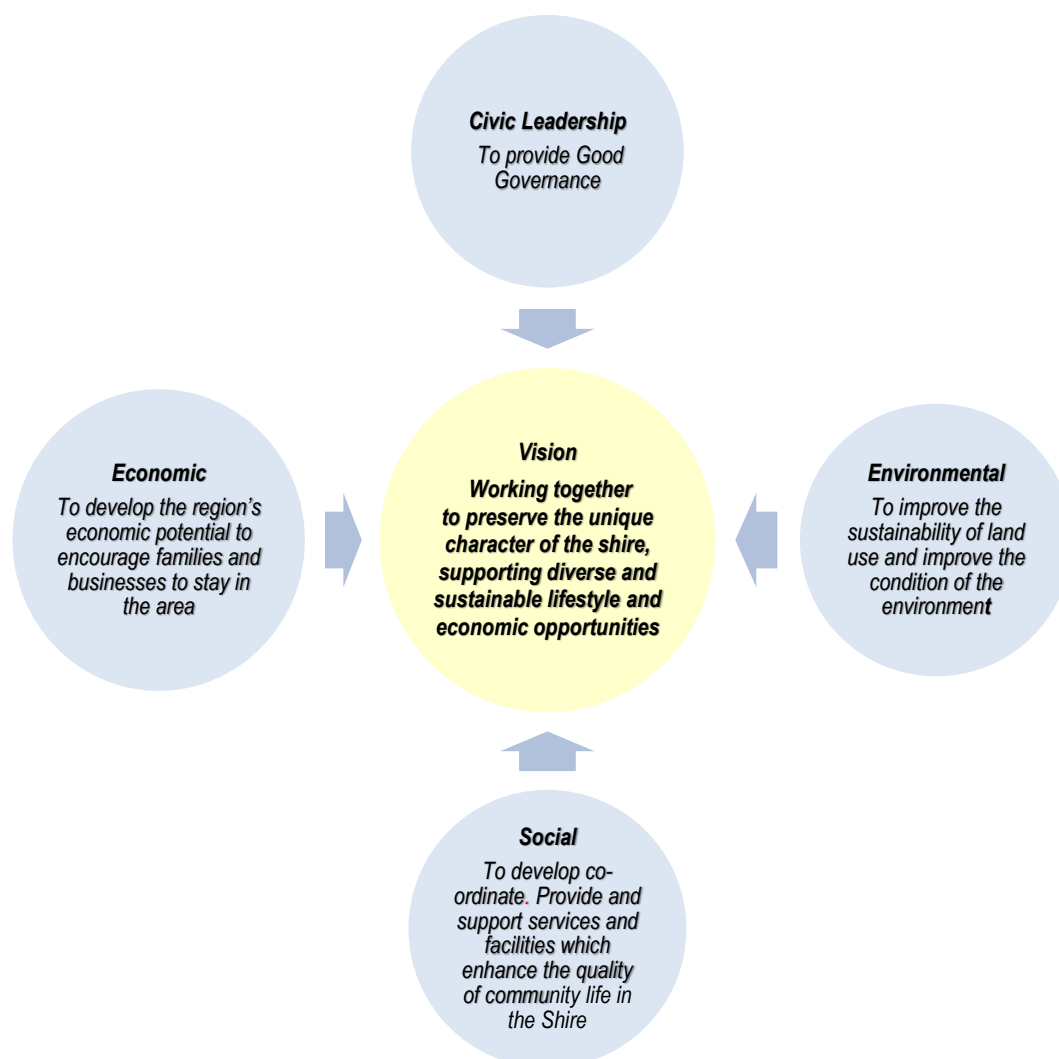 Civic Leadership
To provide Good
Governance
Economic
To develop the region’s
economic potential to
encourage families and
businesses to stay in
the area
Vision
Working together
to preserve the unique
character of the shire,
supporting diverse and
sustainable lifestyle and
economic opportunities
Environmental
To improve the
sustainability of land
use and improve the
condition of the
environment
Social
To develop co-
ordinate. Provide and
support services and
facilities which
enhance the quality
of community life in
the Shire